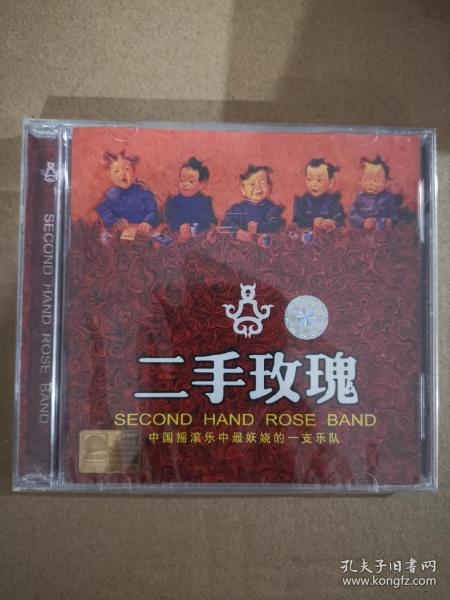 SECOND HAND ROSE BAND
二手玫瑰
SECOND HAND ROSE BAND
中国摇滚乐中最妖娆的一支乐队
孔夫子旧书网
www.kongfz.com